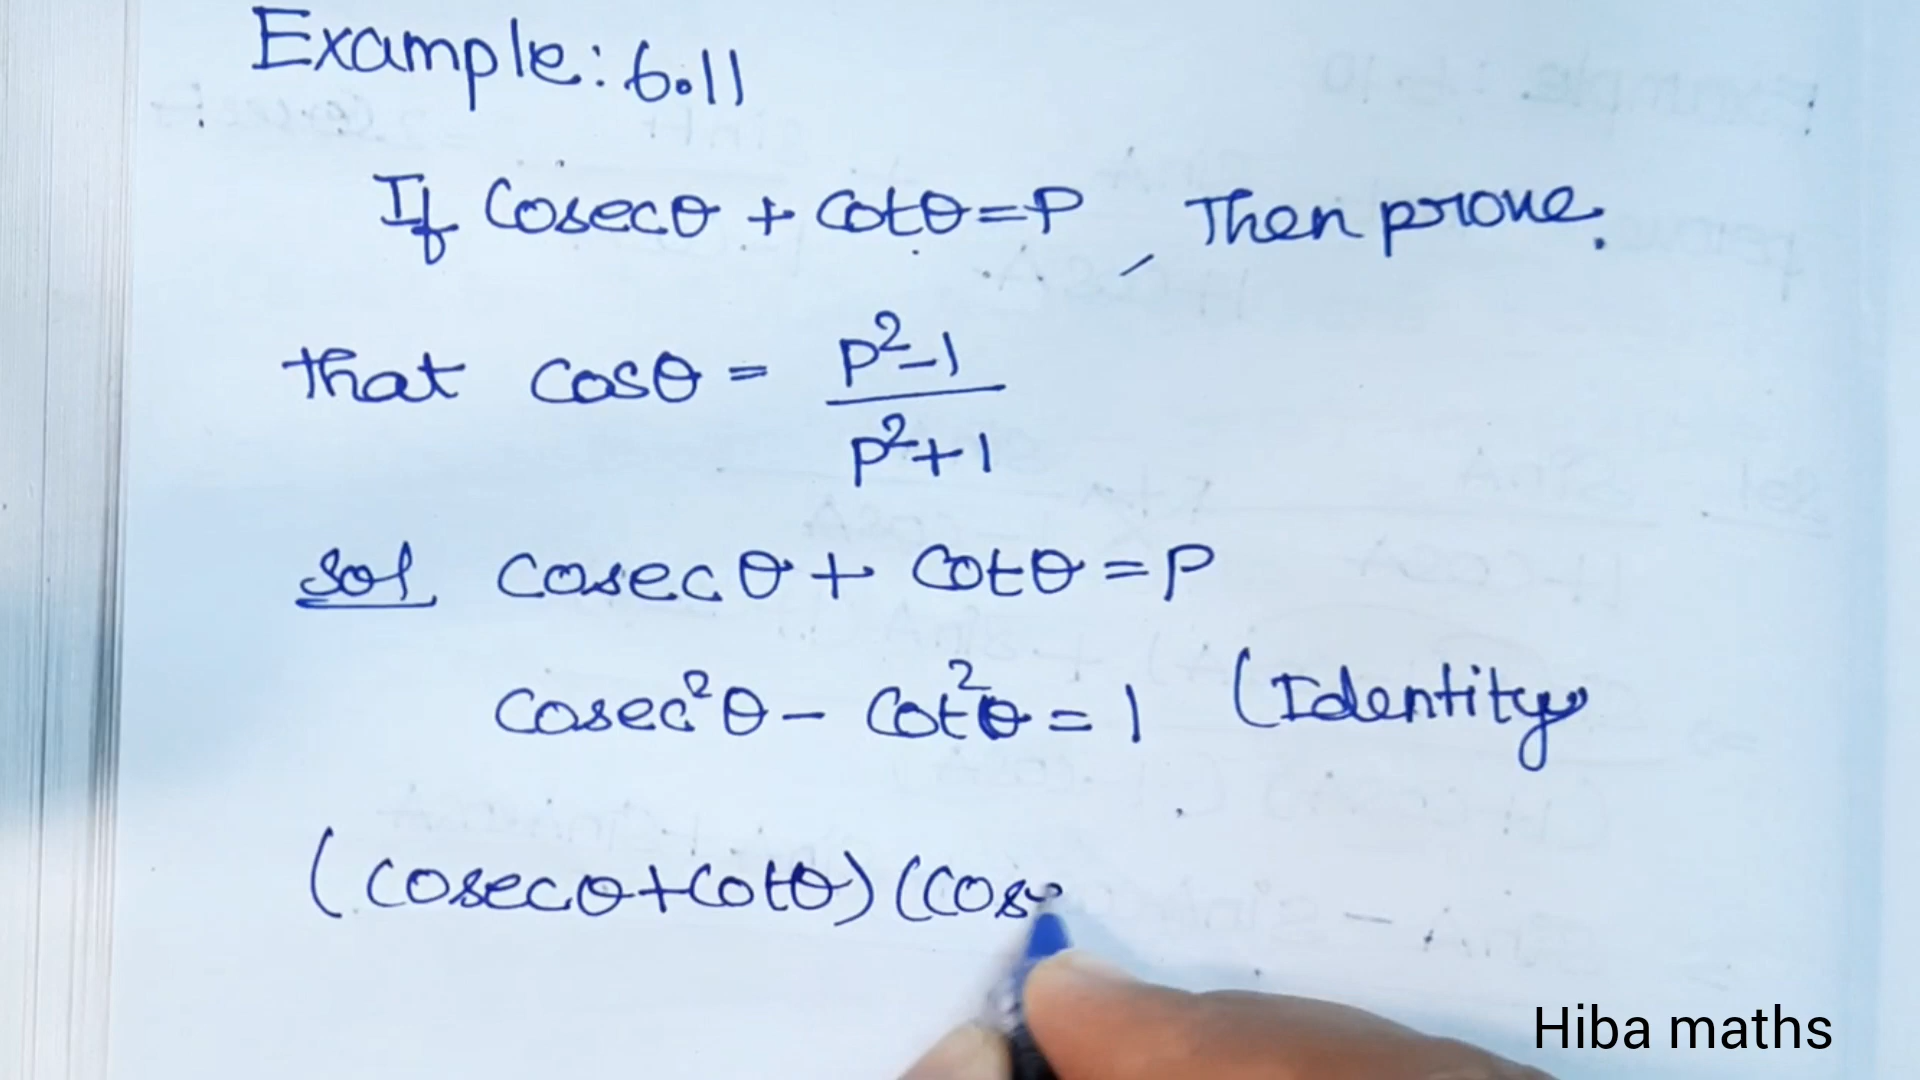 Example: 6.11
If Cosecθ + Cotθ = P, Then prove.
that cosθ = P²-1 / P²+1
Sol Cosec θ + Cotθ = P
Cosec²θ - Cot²θ = 1 (Identity
(Cosecθ+Cotθ) (Cos
Hiba maths